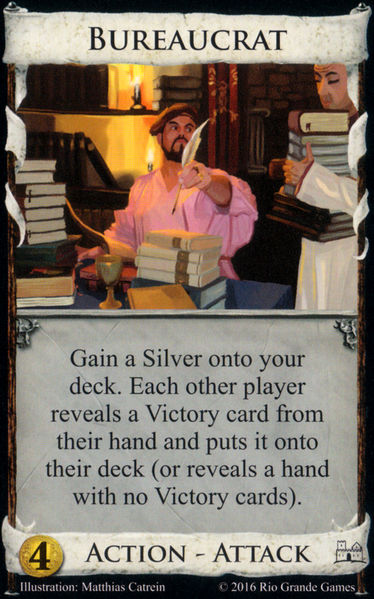 Bureaucrat
Gain a Silver onto your
deck. Each other player
reveals a Victory card from
their hand and puts it onto
their deck (or reveals a hand
with no Victory cards).
4 Action - Attack
Illustration: Matthias Catrein © 2016 Rio Grande Games